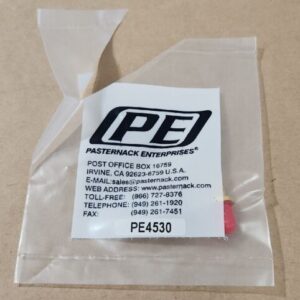 PE
PASTERNACK ENTERPRISES®
POST OFFICE BOX 16759
IRVINE, CA 92623-6759 U.S.A.
E-MAIL:sales@pasternack.com
WEB ADDRESS: www.pasternack.com
TOLL-FREE: (866) 727-8376
TELEPHONE: (949) 261-1920
FAX: (949) 261-7451
PE4530